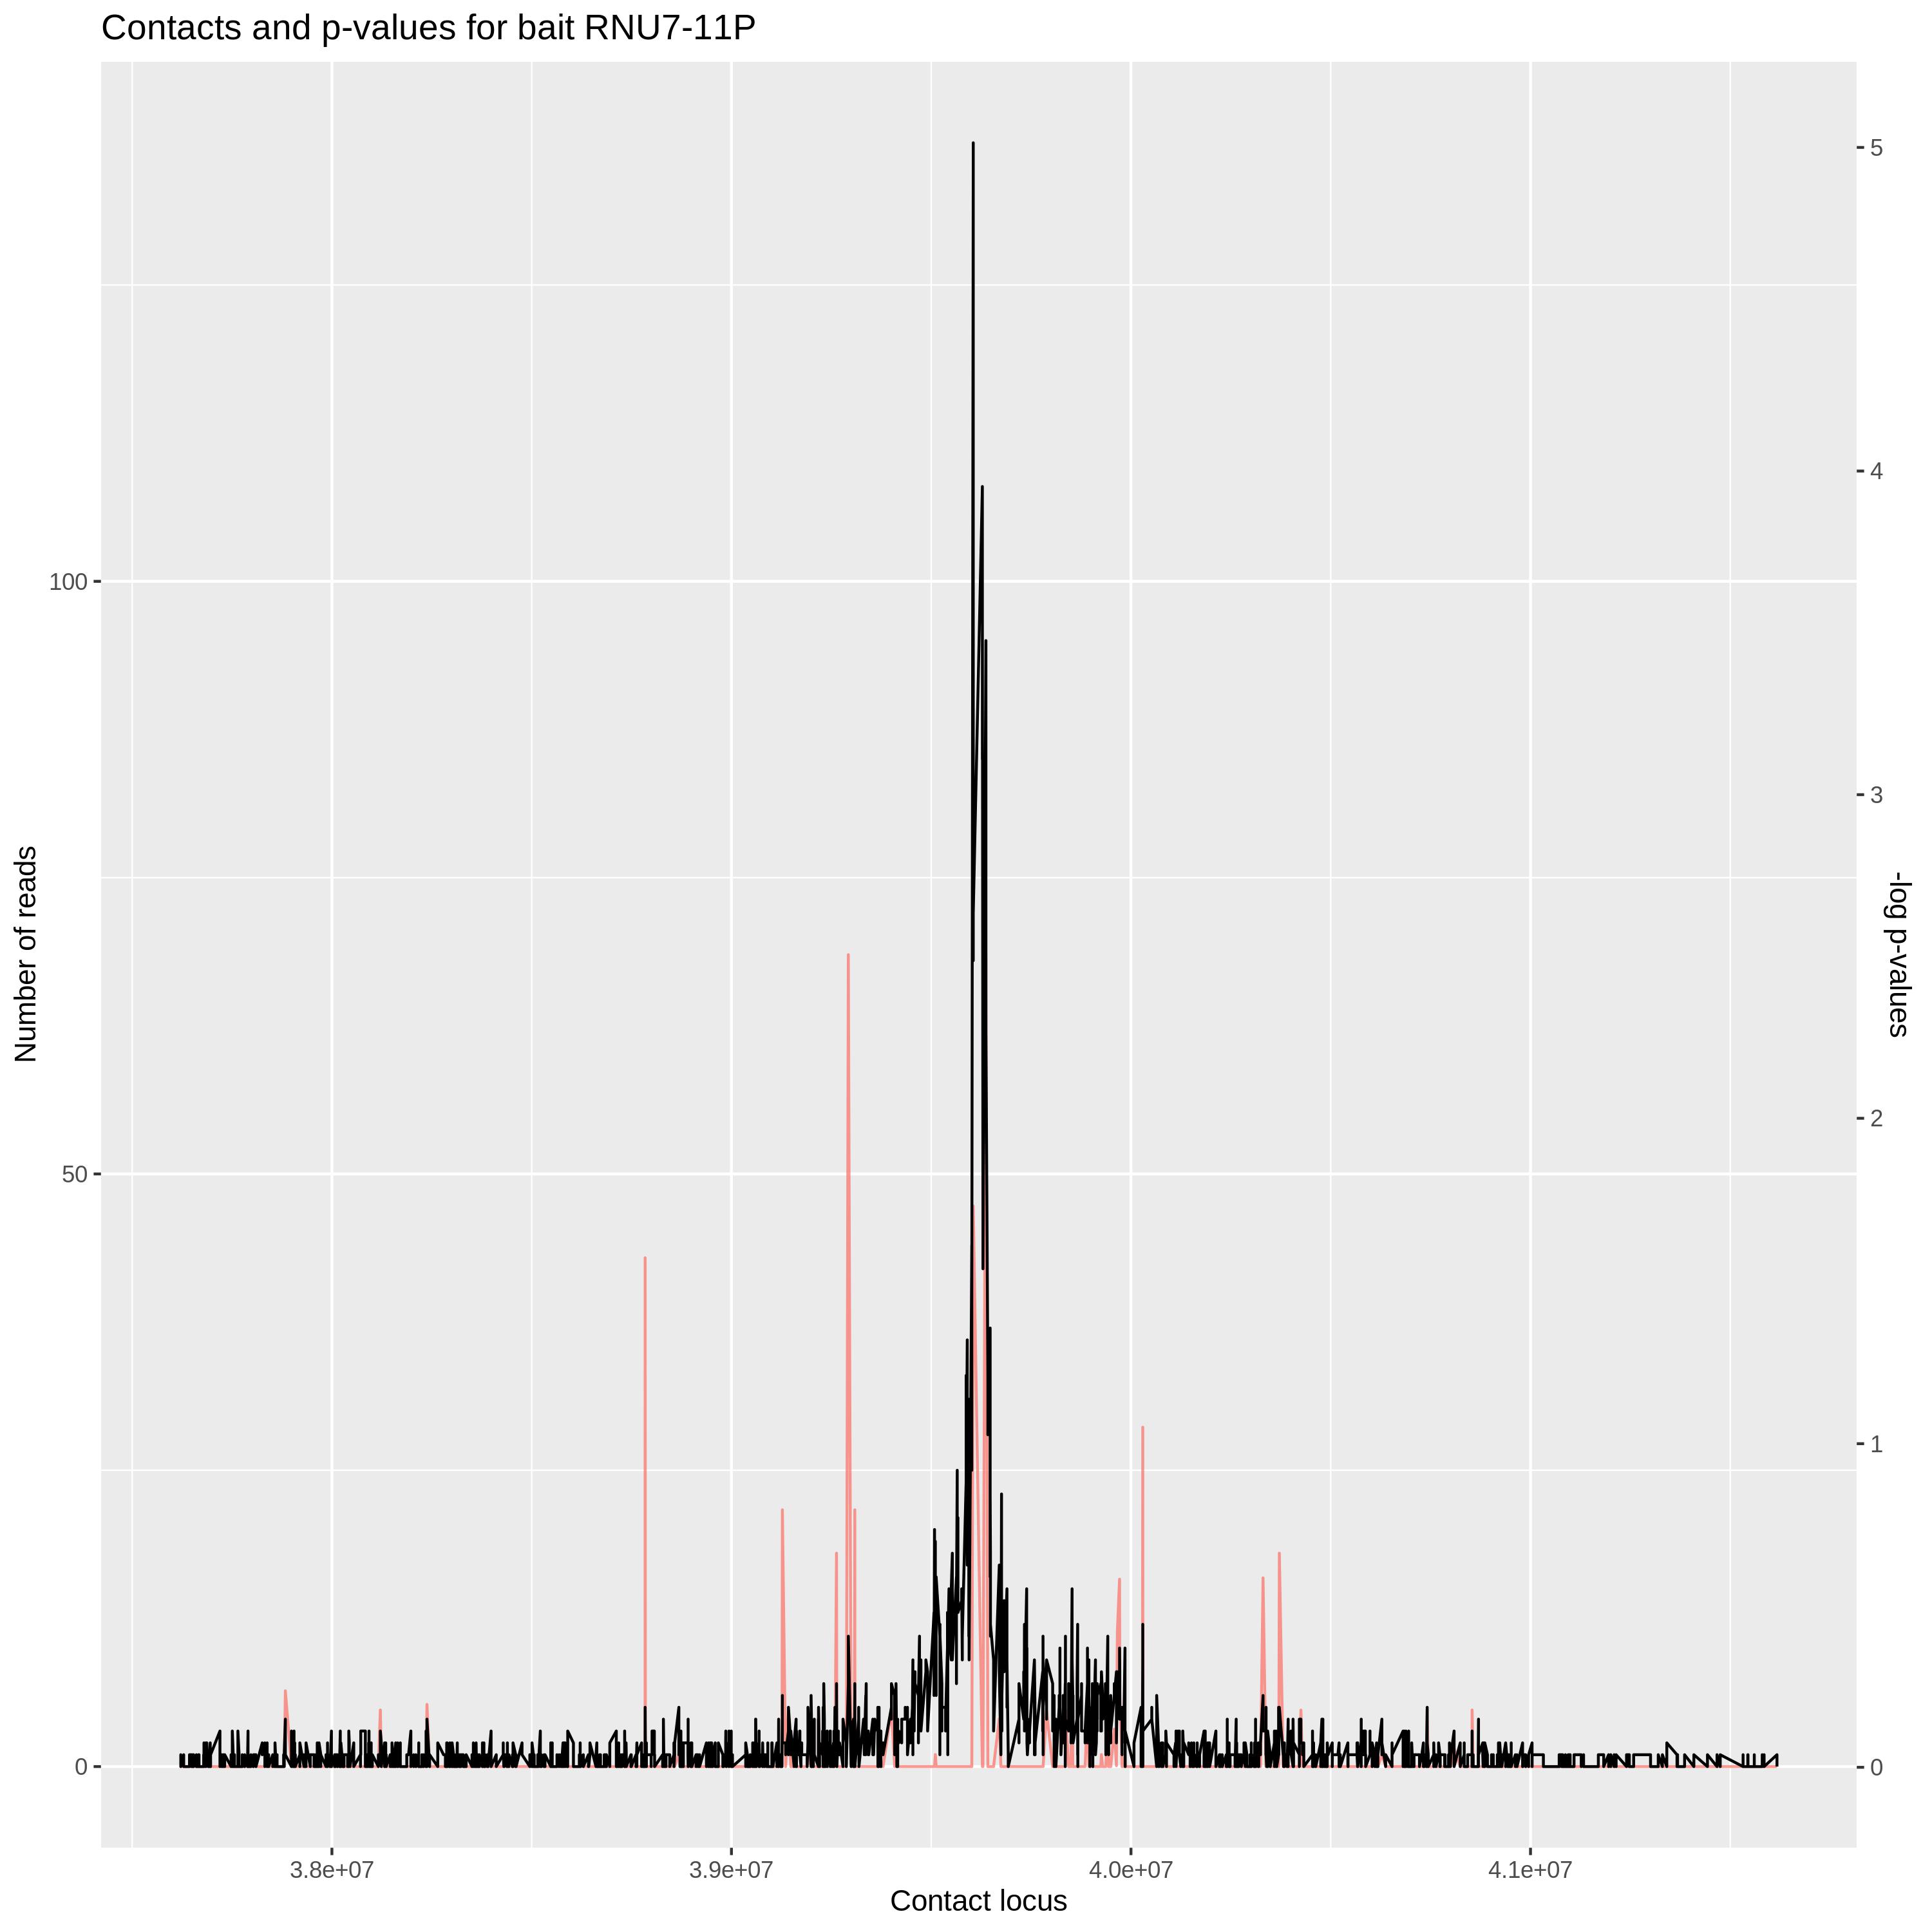 Contacts and p-values for bait RNU7-11P
Number of reads
100
50
0
5
4
3
2
1
0
-log p-values
3.8e+07
3.9e+07
4.0e+07
4.1e+07
Contact locus